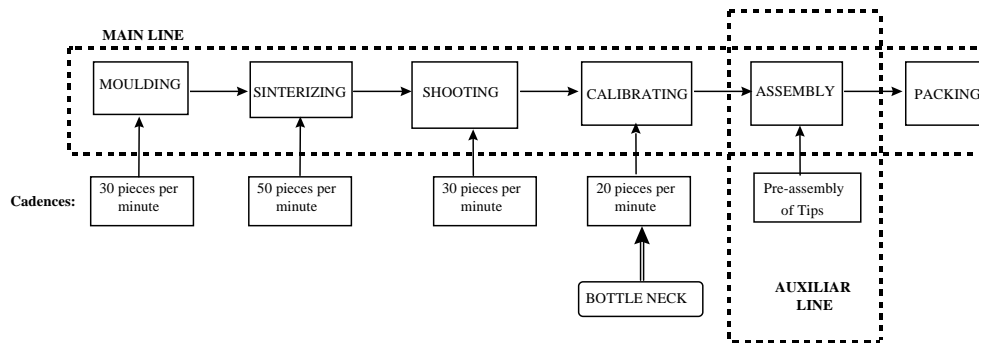 MAIN LINE
MOULDING
SINTERIZING
SHOOTING
CALIBRATING
ASSEMBLY
PACKING
Cadences:
30 pieces per
minute
50 pieces per
minute
30 pieces per
minute
20 pieces per
minute
Pre-assembly
of Tips
BOTTLE NECK
AUXILIAR
LINE